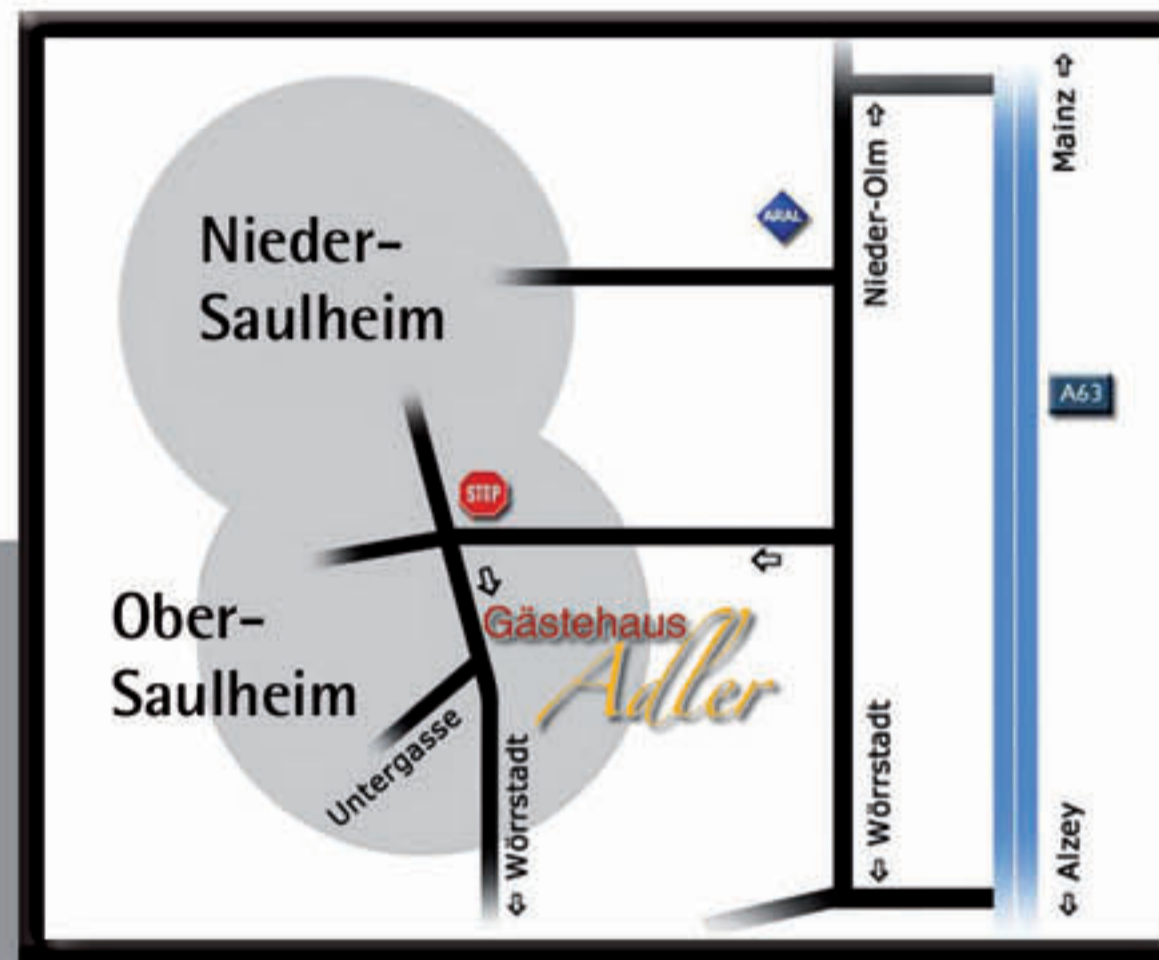 Mainz
Nieder-Olm
ARAL
Nieder-
Saulheim
A63
STOP
Ober-
Saulheim
Gästehaus
Adler
Untergasse
Wörrstadt
Wörrstadt
Alzey